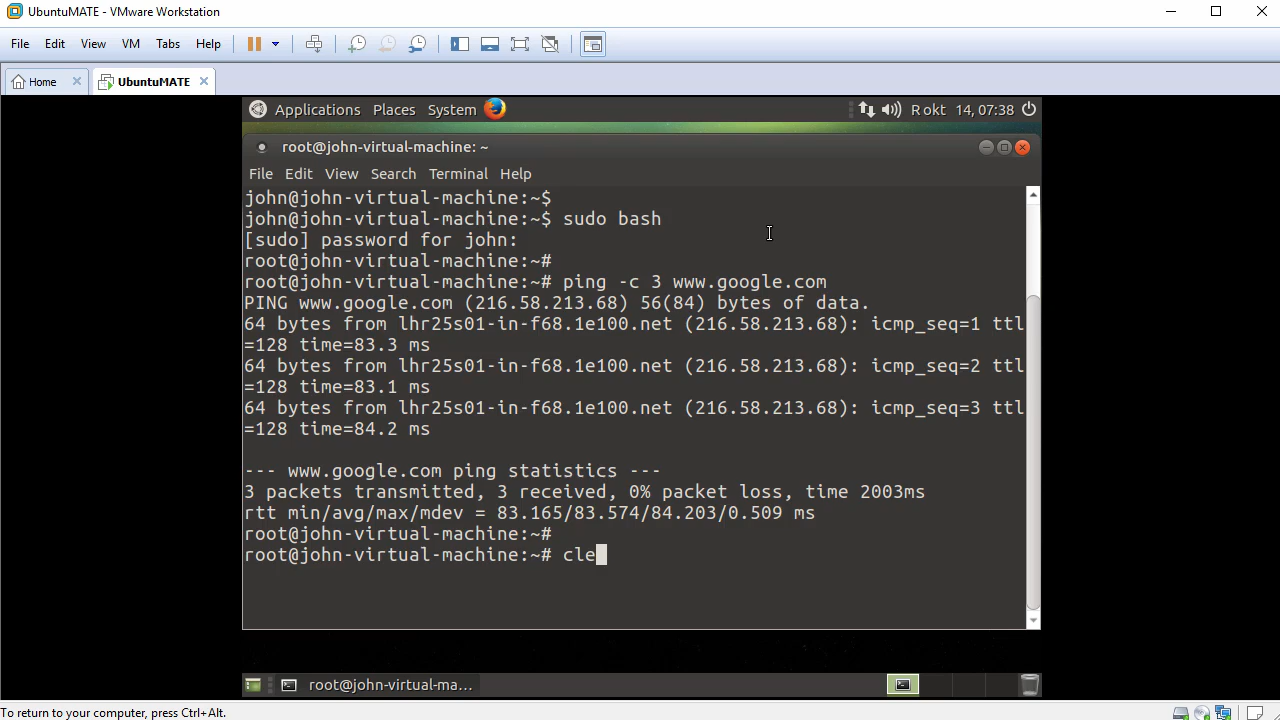 UbuntuMATE - VMware Workstation
File Edit View VM Tabs Help
Home UbuntuMATE
Applications Places System R okt 14, 07:38
root@john-virtual-machine: ~
File Edit View Search Terminal Help
john@john-virtual-machine:~$
john@john-virtual-machine:~$ sudo bash
[sudo] password for john:
root@john-virtual-machine:~#
root@john-virtual-machine:~# ping -c 3 www.google.com
PING www.google.com (216.58.213.68) 56(84) bytes of data.
64 bytes from lhr25s01-in-f68.1e100.net (216.58.213.68): icmp_seq=1 ttl
=128 time=83.3 ms
64 bytes from lhr25s01-in-f68.1e100.net (216.58.213.68): icmp_seq=2 ttl
=128 time=83.1 ms
64 bytes from lhr25s01-in-f68.1e100.net (216.58.213.68): icmp_seq=3 ttl
=128 time=84.2 ms
--- www.google.com ping statistics ---
3 packets transmitted, 3 received, 0% packet loss, time 2003ms
rtt min/avg/max/mdev = 83.165/83.574/84.203/0.509 ms
root@john-virtual-machine:~#
root@john-virtual-machine:~# cle
root@john-virtual-ma...
To return to your computer, press Ctrl+Alt.